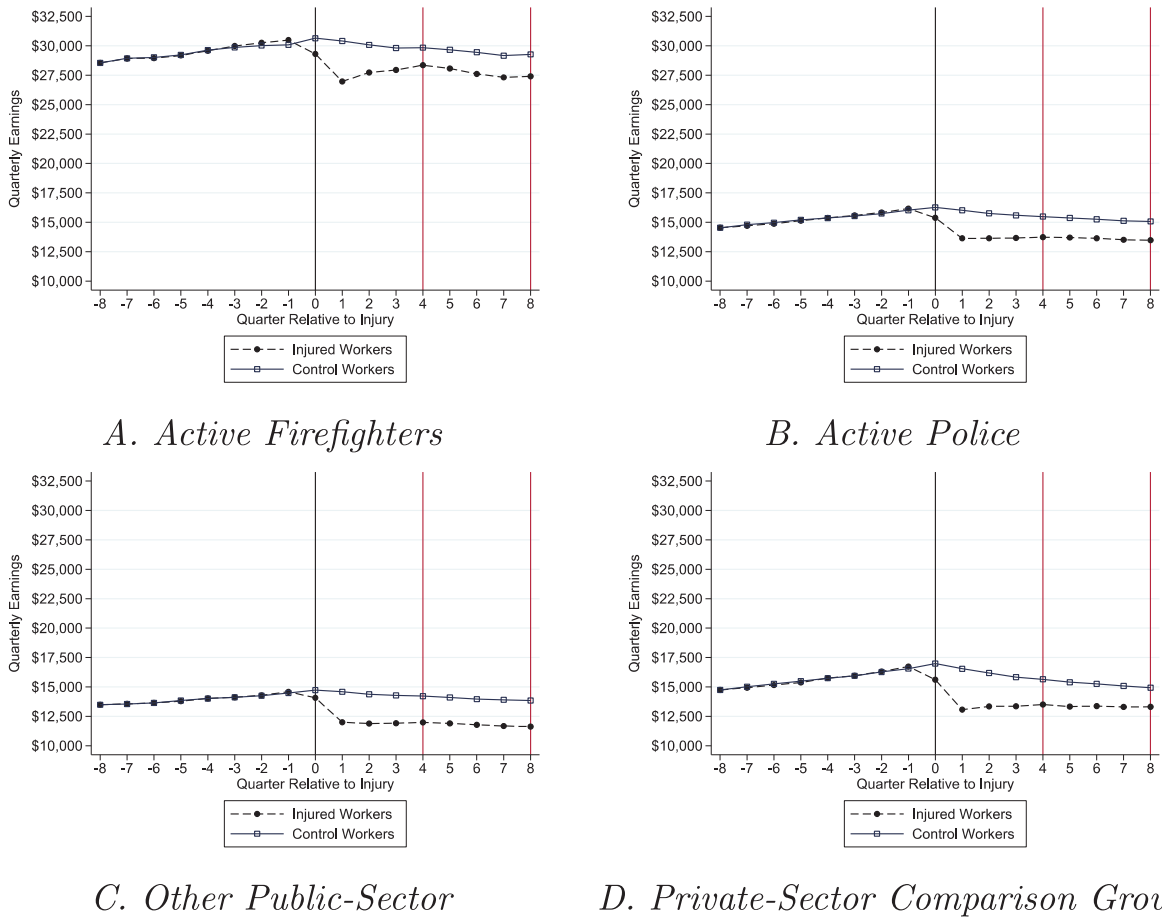 $32,500
$30,000
$27,500
$25,000
$22,500
$20,000
$17,500
$15,000
$12,500
$10,000
Quarterly Earnings
-8 -7 -6 -5 -4 -3 -2 -1 0 1 2 3 4 5 6 7 8
Quarter Relative to Injury
Injured Workers
Control Workers
A. Active Firefighters
$32,500
$30,000
$27,500
$25,000
$22,500
$20,000
$17,500
$15,000
$12,500
$10,000
Quarterly Earnings
-8 -7 -6 -5 -4 -3 -2 -1 0 1 2 3 4 5 6 7 8
Quarter Relative to Injury
Injured Workers
Control Workers
B. Active Police
$32,500
$30,000
$27,500
$25,000
$22,500
$20,000
$17,500
$15,000
$12,500
$10,000
Quarterly Earnings
-8 -7 -6 -5 -4 -3 -2 -1 0 1 2 3 4 5 6 7 8
Quarter Relative to Injury
Injured Workers
Control Workers
C. Other Public-Sector
$32,500
$30,000
$27,500
$25,000
$22,500
$20,000
$17,500
$15,000
$12,500
$10,000
Quarterly Earnings
-8 -7 -6 -5 -4 -3 -2 -1 0 1 2 3 4 5 6 7 8
Quarter Relative to Injury
Injured Workers
Control Workers
D. Private-Sector Comparison Grou